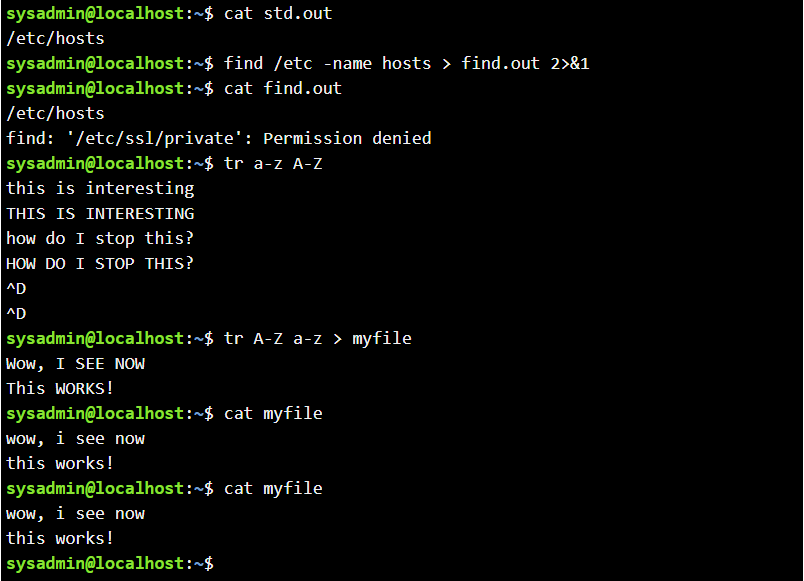 sysadmin@localhost:~$ cat std.out
/etc/hosts
sysadmin@localhost:~$ find /etc -name hosts > find.out 2>&1
sysadmin@localhost:~$ cat find.out
/etc/hosts
find: '/etc/ssl/private': Permission denied
sysadmin@localhost:~$ tr a-z A-Z
this is interesting
THIS IS INTERESTING
how do I stop this?
HOW DO I STOP THIS?
^D
^D
sysadmin@localhost:~$ tr A-Z a-z > myfile
Wow, I SEE NOW
This WORKS!
sysadmin@localhost:~$ cat myfile
wow, i see now
this works!
sysadmin@localhost:~$ cat myfile
wow, i see now
this works!
sysadmin@localhost:~$